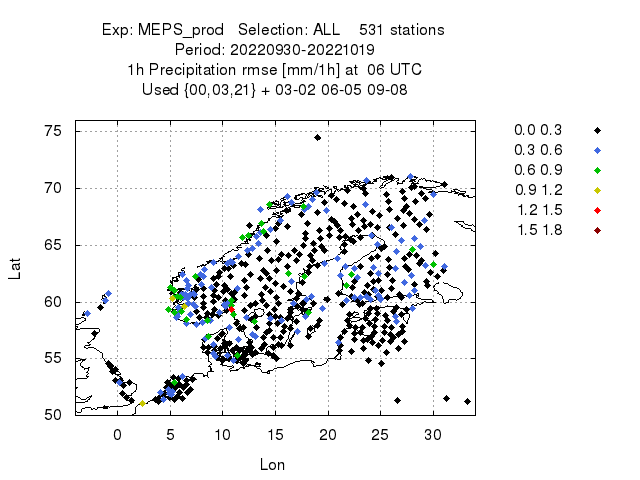 Exp: MEPS_prod Selection: ALL 531 stations
Period: 20220930-20221019
1h Precipitation rmse [mm/1h] at 06 UTC
Used {00,03,21} + 03-02 06-05 09-08
0.0 0.3
0.3 0.6
0.6 0.9
0.9 1.2
1.2 1.5
1.5 1.8
75
70
65
60
55
50
Lat
0 5 10 15 20 25 30
Lon